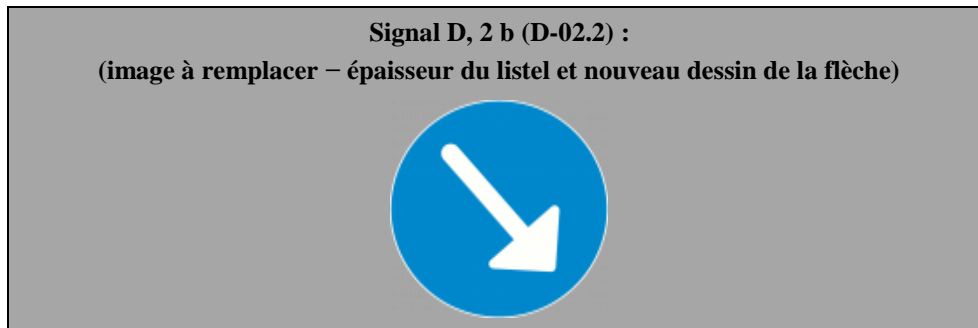 Signal D, 2 b (D-02.2) :
(image à remplacer − épaisseur du listel et nouveau dessin de la flèche)